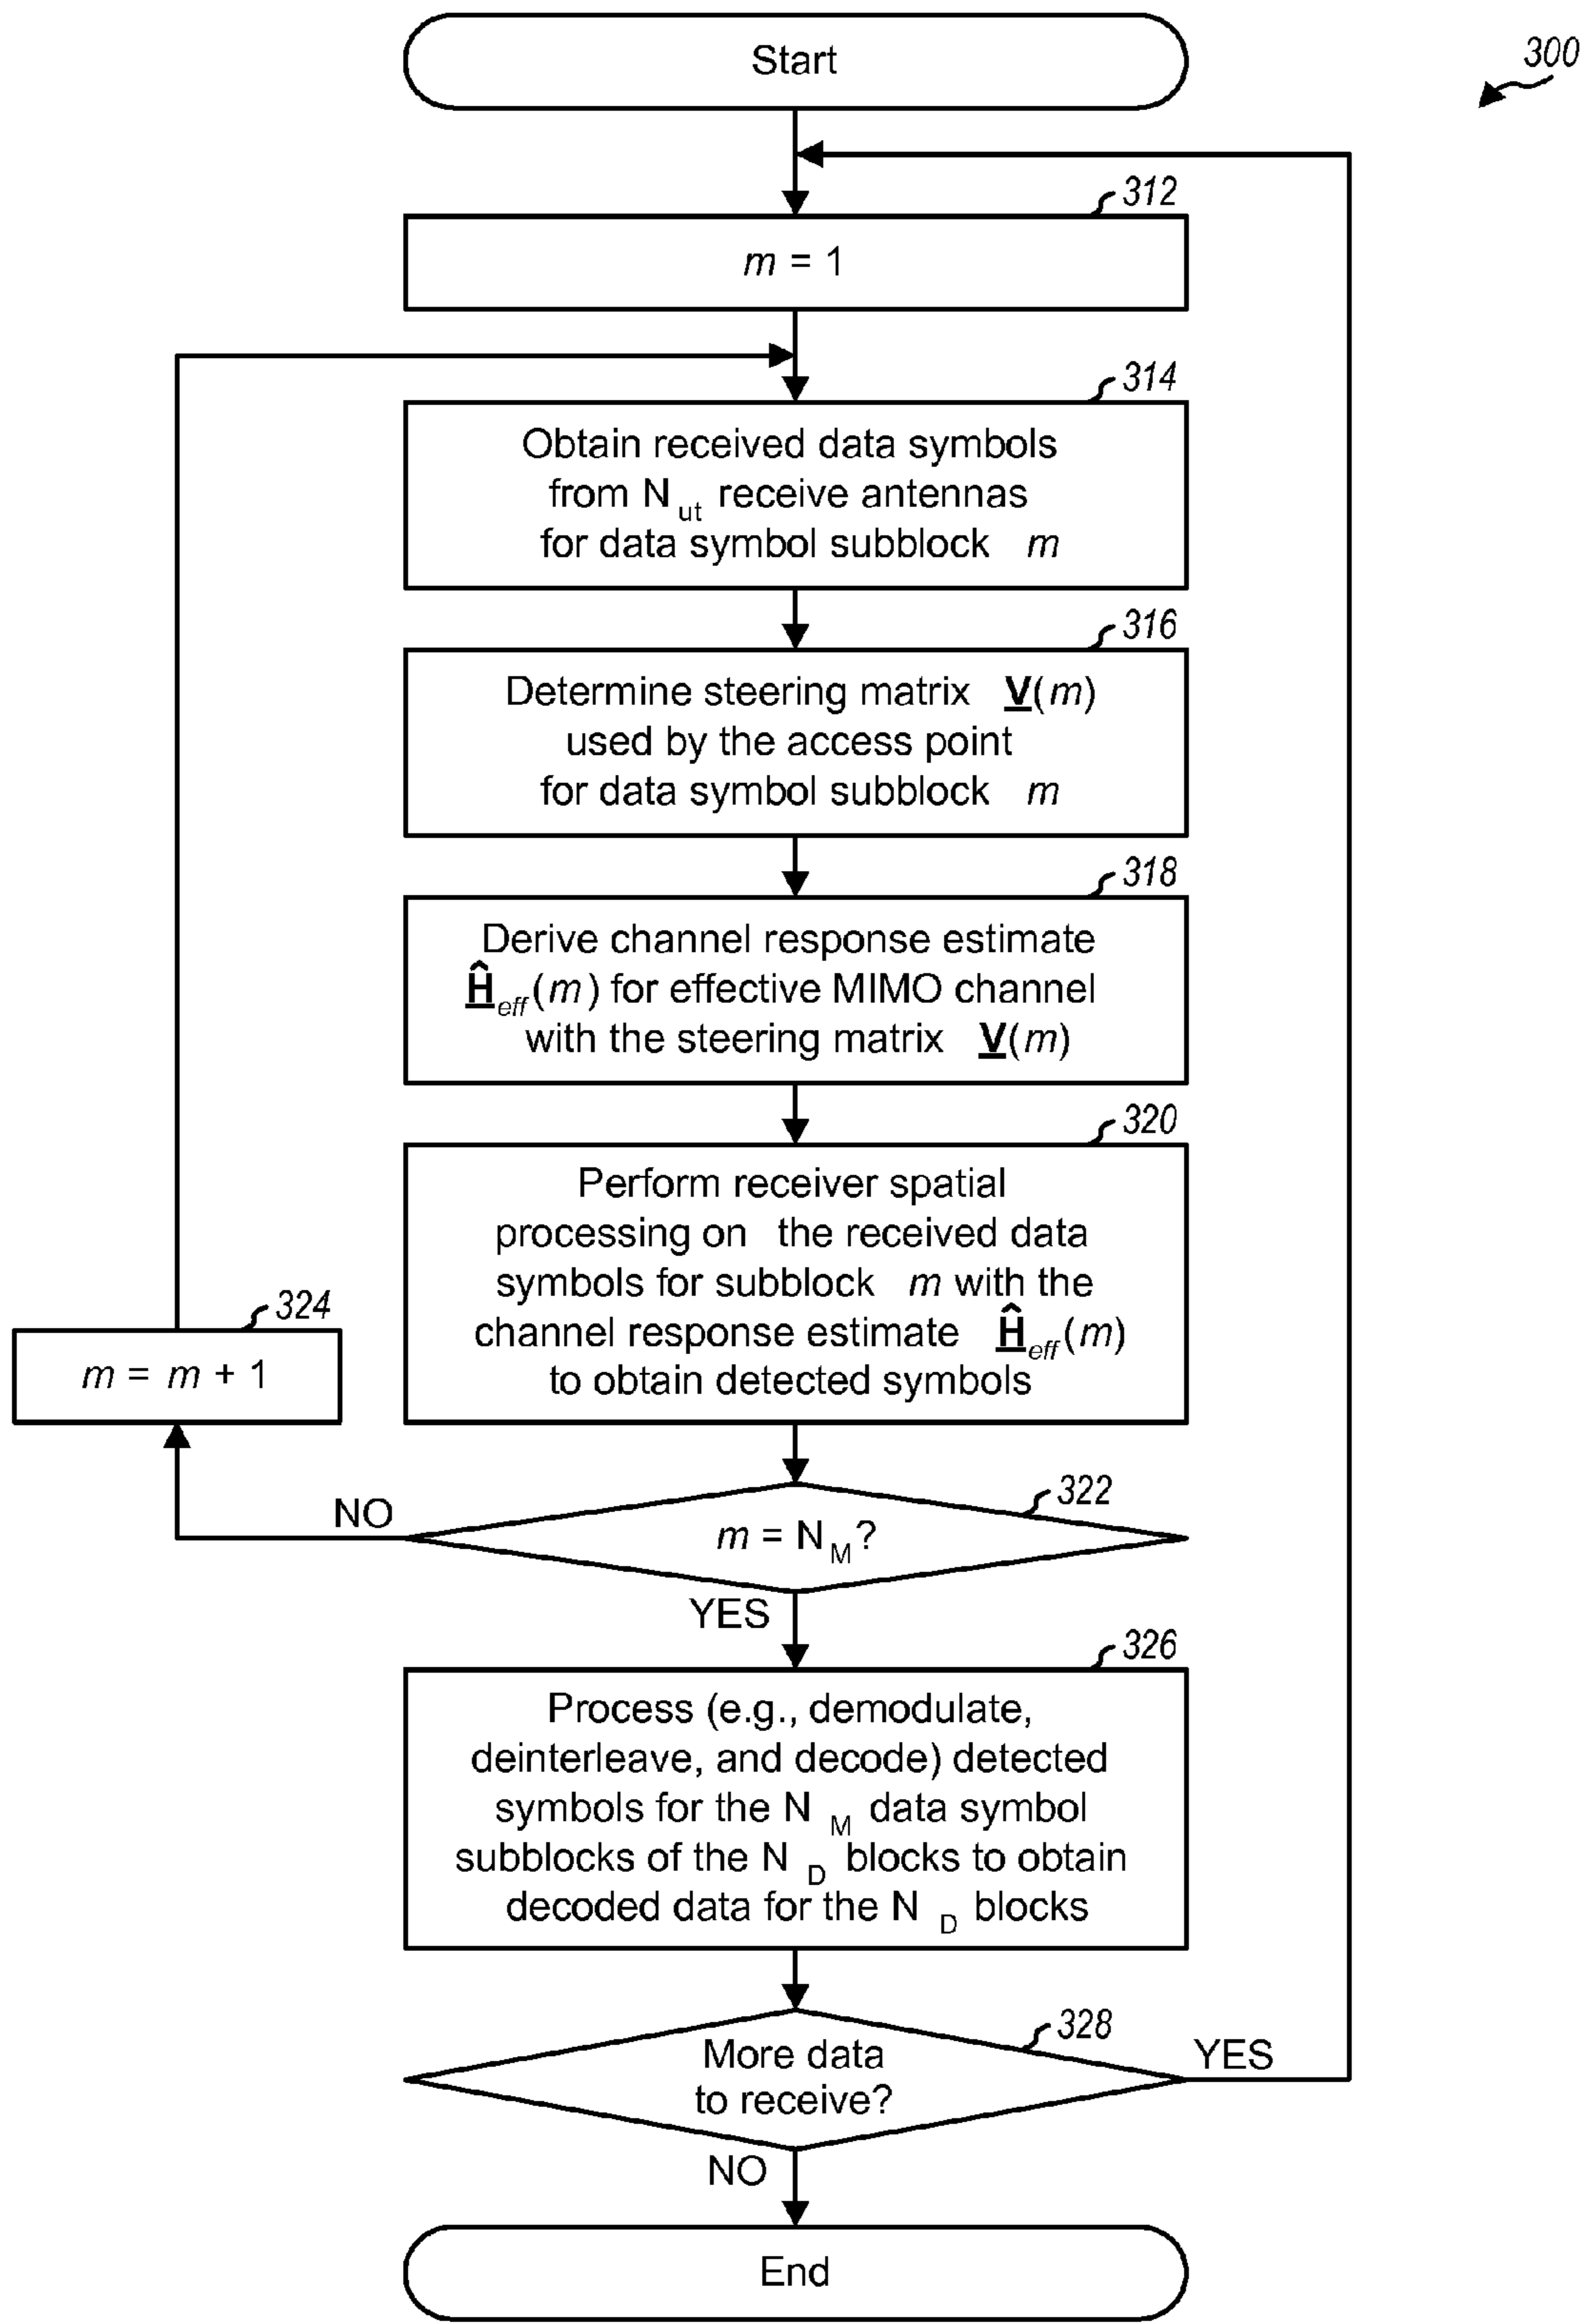 Start
300
312
m = 1
314
Obtain received data symbols
from N ut receive antennas
for data symbol subblock m
316
Determine steering matrix V(m)
used by the access point
for data symbol subblock m
318
Derive channel response estimate
Ĥeff(m) for effective MIMO channel
with the steering matrix V(m)
320
Perform receiver spatial
processing on the received data
symbols for subblock m with the
channel response estimate Ĥeff(m)
to obtain detected symbols
324
m = m + 1
322
NO
m = N M?
YES
326
Process (e.g., demodulate,
deinterleave, and decode) detected
symbols for the N M data symbol
subblocks of the N D blocks to obtain
decoded data for the N D blocks
328
More data
to receive?
YES
NO
End